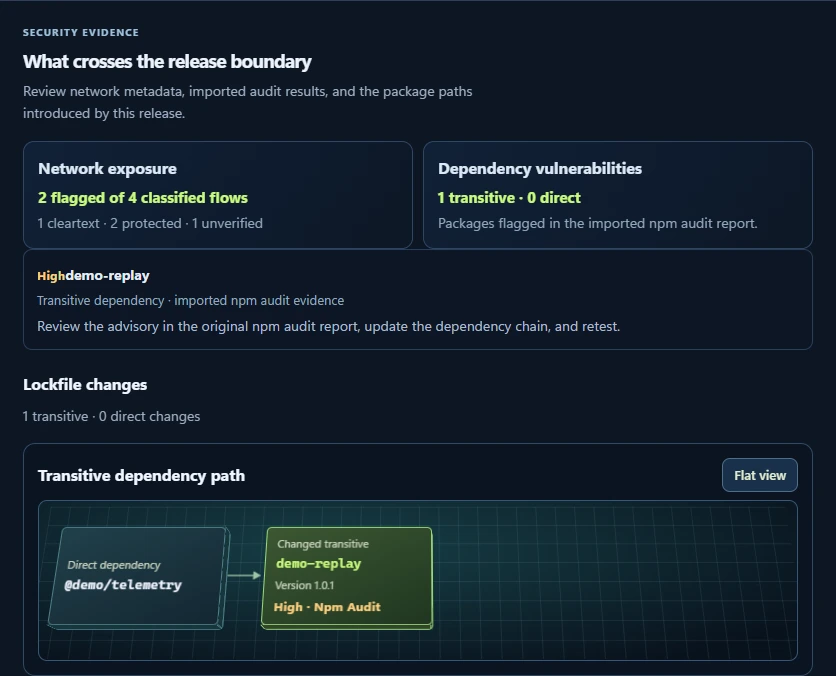 SECURITY EVIDENCE
What crosses the release boundary
Review network metadata, imported audit results, and the package paths
introduced by this release.
Network exposure
2 flagged of 4 classified flows
1 cleartext · 2 protected · 1 unverified
Dependency vulnerabilities
1 transitive · 0 direct
Packages flagged in the imported npm audit report.
Highdemo-replay
Transitive dependency · imported npm audit evidence
Review the advisory in the original npm audit report, update the dependency chain, and retest.
Lockfile changes
1 transitive · 0 direct changes
Transitive dependency path
Flat view
Direct dependency
@demo/telemetry
Changed transitive
demo-replay
Version 1.0.1
High · Npm Audit